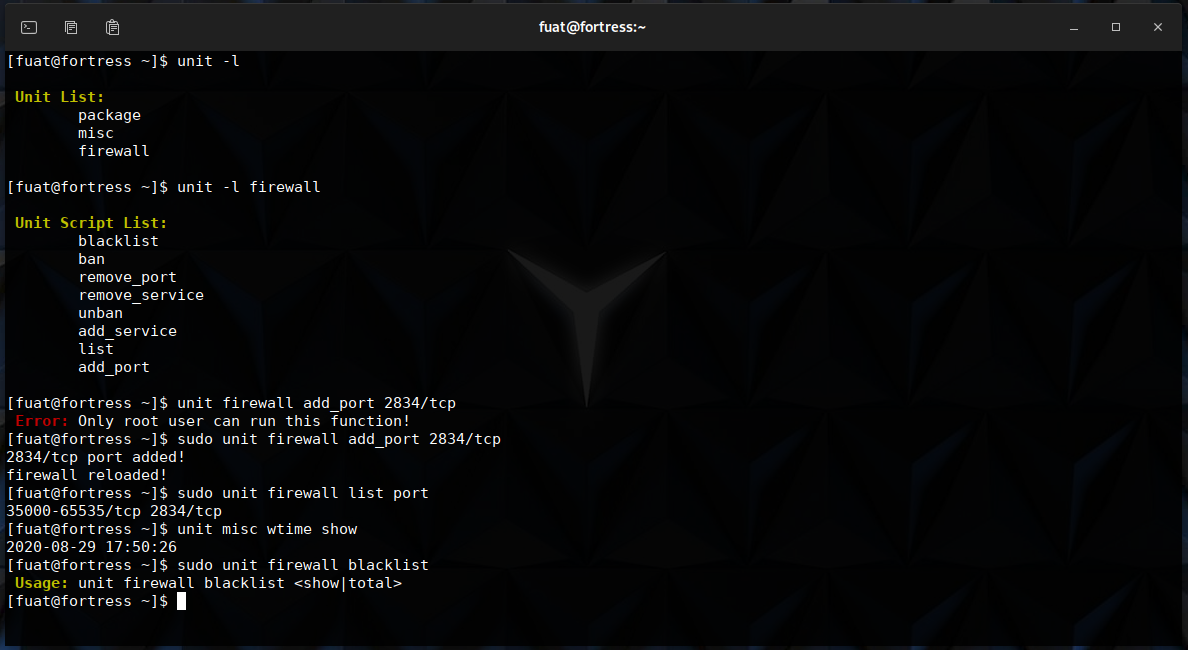 fuat@fortress:~
[fuat@fortress ~]$ unit -l
Unit List:
package
misc
firewall
[fuat@fortress ~]$ unit -l firewall
Unit Script List:
blacklist
ban
remove_port
remove_service
unban
add_service
list
add_port
[fuat@fortress ~]$ unit firewall add_port 2834/tcp
Error: Only root user can run this function!
[fuat@fortress ~]$ sudo unit firewall add_port 2834/tcp
2834/tcp port added!
firewall reloaded!
[fuat@fortress ~]$ sudo unit firewall list port
35000-65535/tcp 2834/tcp
[fuat@fortress ~]$ unit misc wtime show
2020-08-29 17:50:26
[fuat@fortress ~]$ sudo unit firewall blacklist
Usage: unit firewall blacklist <show|total>
[fuat@fortress ~]$